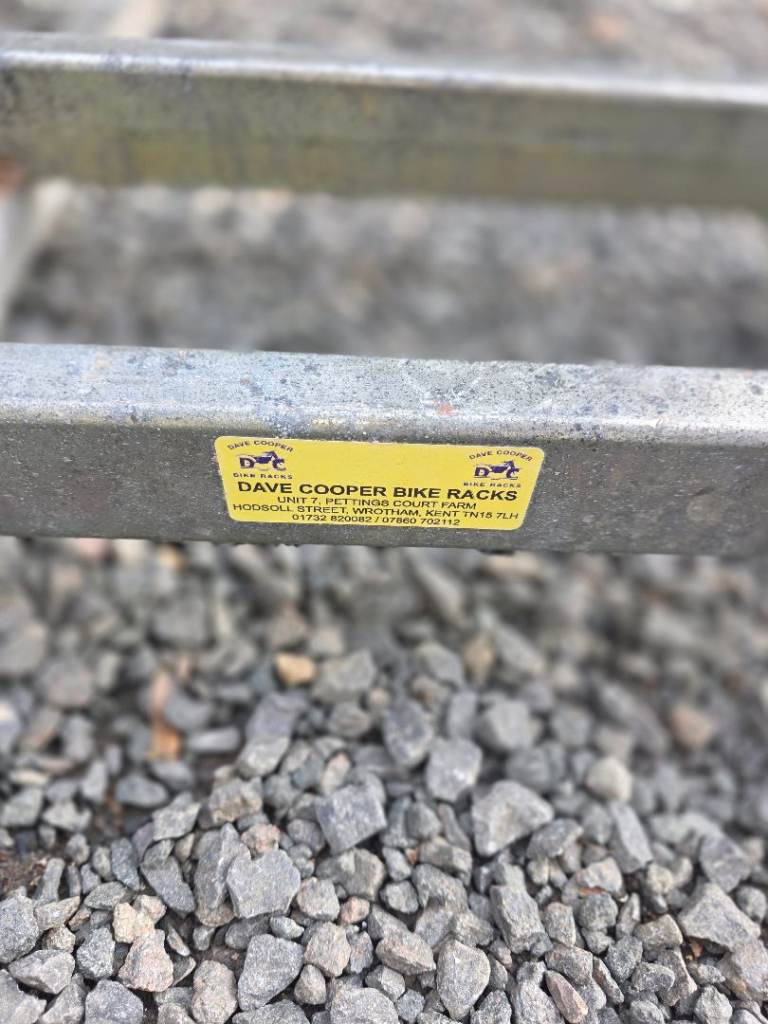 DAVE COOPER
DC
BIKE RACKS
DAVE COOPER
DC
BIKE RACKS
DAVE COOPER BIKE RACKS
UNIT 7, PETTINGS COURT FARM
HODSOLL STREET, WROTHAM, KENT TN15 7LH
01732 820082 / 07860 702112